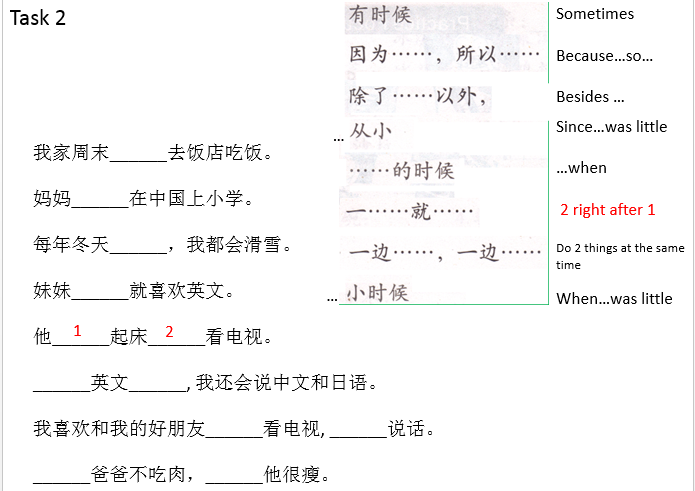 Task 2
有时候 Sometimes
因为……，所以…… Because…so…
除了……以外， Besides …
… 从小 Since…was little
……的时候 …when
一……就…… 2 right after 1
一边……，一边…… Do 2 things at the same
time
… 小时候 When…was little
我家周末______去饭店吃饭。
妈妈______在中国上小学。
每年冬天______，我都会滑雪。
妹妹______就喜欢英文。
他___1___起床___2___看电视。
______英文______, 我还会说中文和日语。
我喜欢和我的好朋友______看电视, ______说话。
______爸爸不吃肉，______他很瘦。